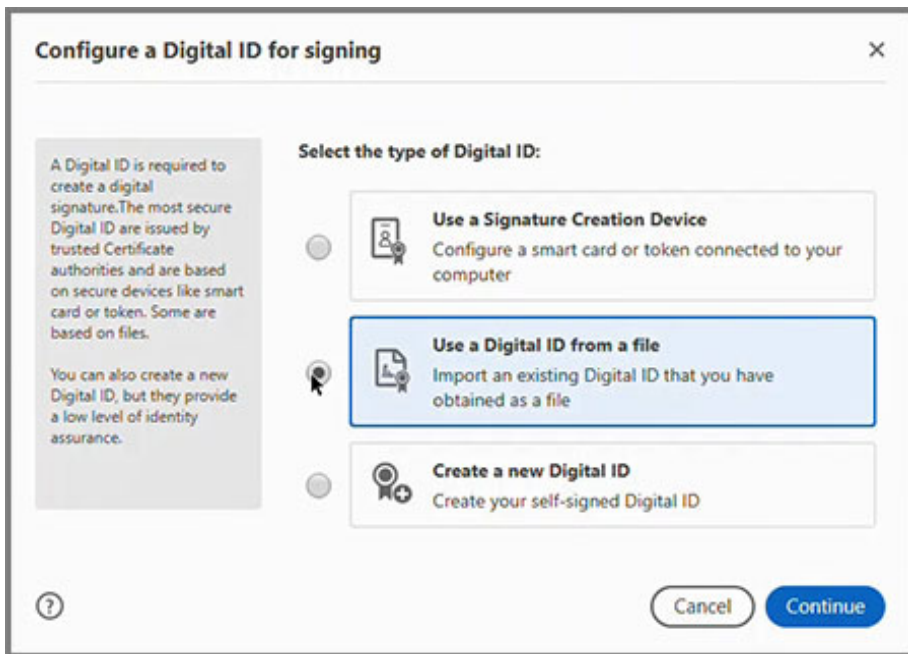 Configure a Digital ID for signing
A Digital ID is required to
create a digital
signature.The most secure
Digital ID are issued by
trusted Certificate
authorities and are based
on secure devices like smart
card or token. Some are
based on files.
You can also create a new
Digital ID, but they provide
a low level of identity
assurance.
Select the type of Digital ID:
Use a Signature Creation Device
Configure a smart card or token connected to your
computer
Use a Digital ID from a file
Import an existing Digital ID that you have
obtained as a file
Create a new Digital ID
Create your self-signed Digital ID
?
Cancel
Continue